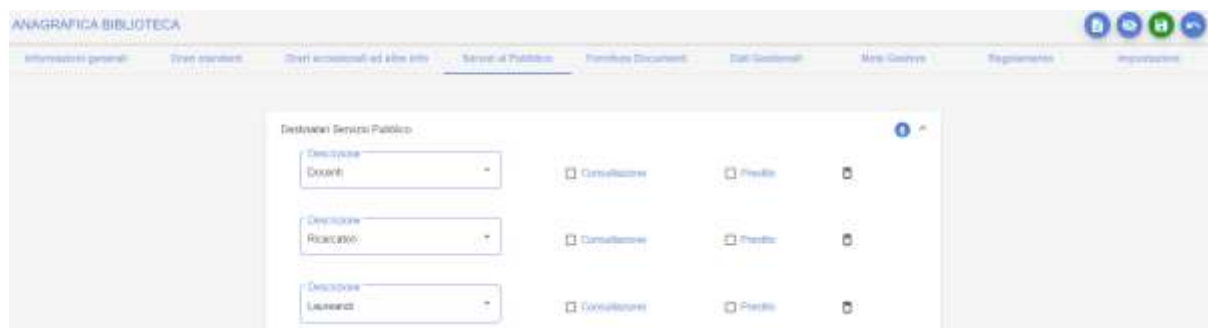 ANAGRAFICA BIBLIOTECA
Informazioni generali Orari standard Orari eccezionali ed altre info Servizi al Pubblico Fornitura Documenti Dati Gestionali Note Gestore Regolamento Impostazioni
Destinatari Servizio Pubblico
Descrizione
Docenti Consultazione Prestito
Descrizione
Ricercatori Consultazione Prestito
Descrizione
Laureandi Consultazione Prestito